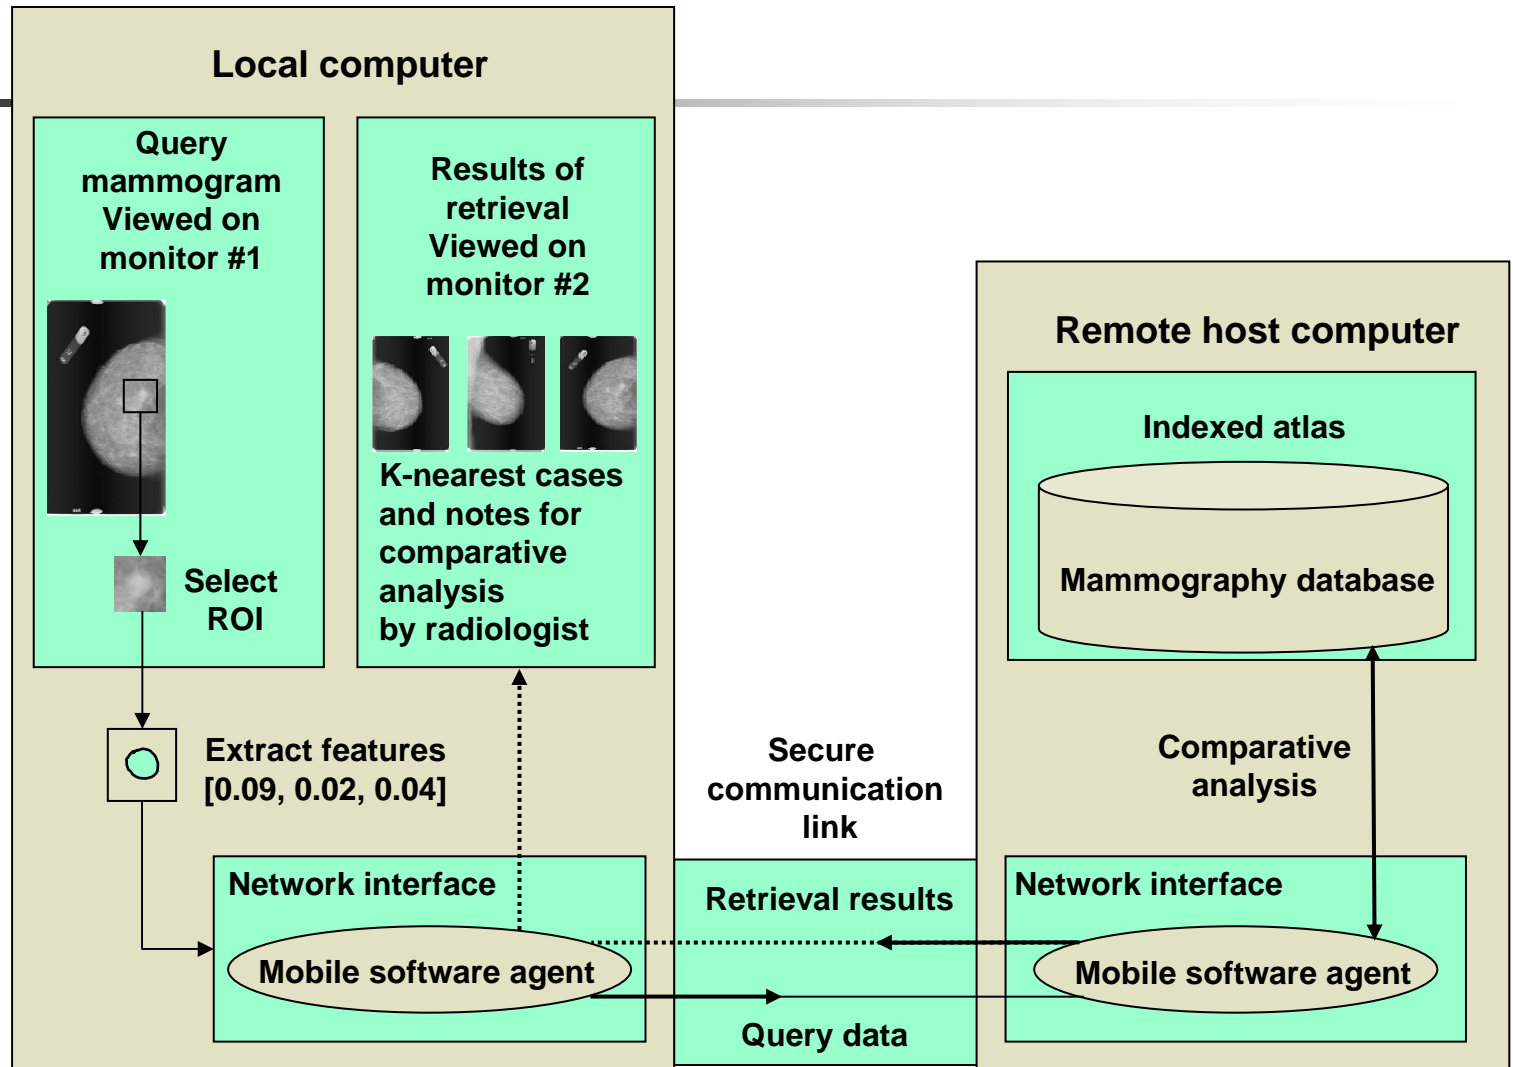 Local computer
Query
mammogram
Viewed on
monitor #1
Select
ROI
Results of
retrieval
Viewed on
monitor #2
K-nearest cases
and notes for
comparative
analysis
by radiologist
Extract features
[0.09, 0.02, 0.04]
Network interface
Mobile software agent
Secure
communication
link
Retrieval results
Query data
Remote host computer
Indexed atlas
Mammography database
Comparative
analysis
Network interface
Mobile software agent